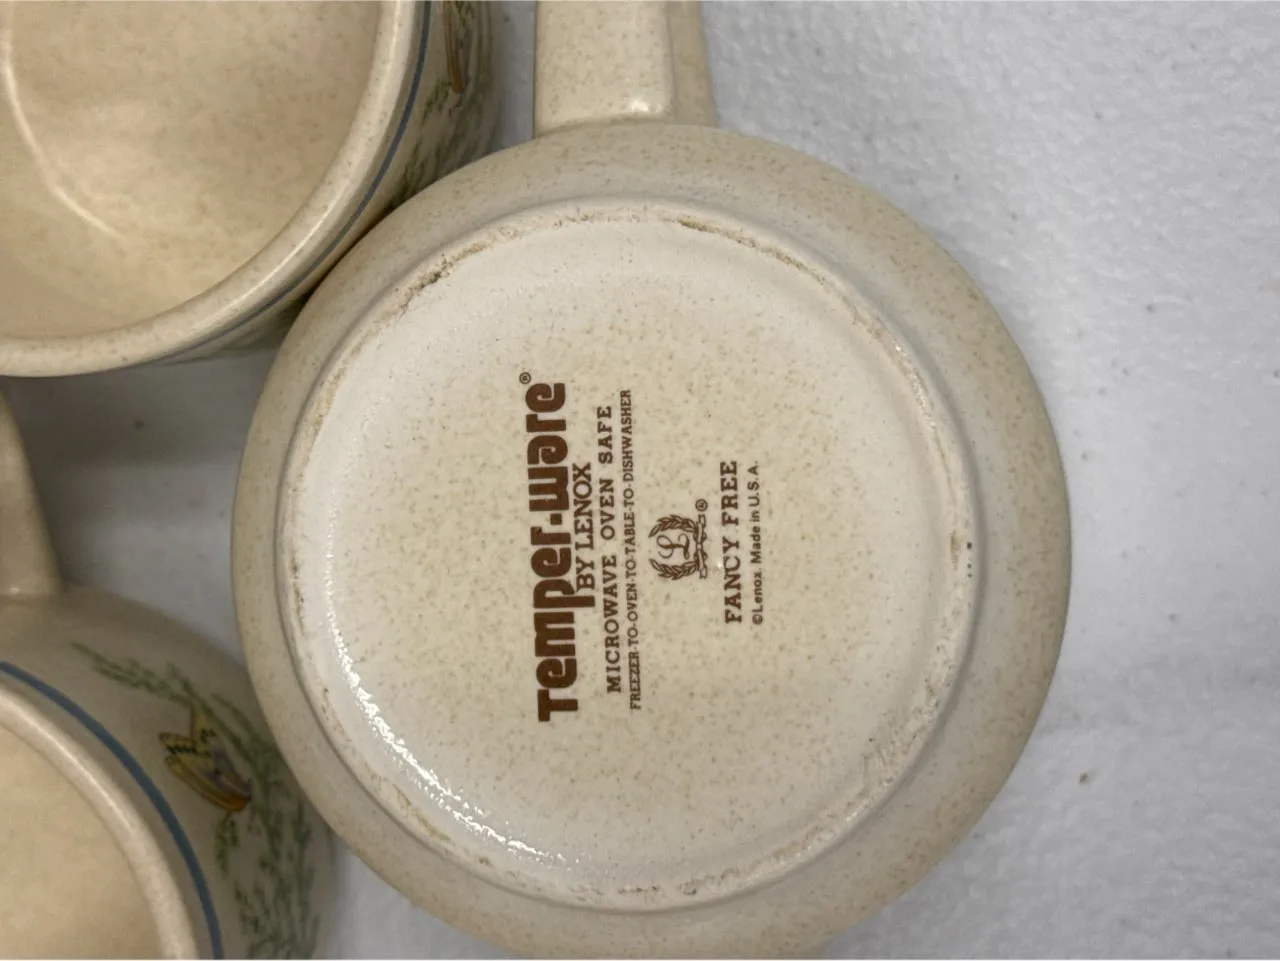 Temper-ware®
BY LENOX
MICROWAVE OVEN SAFE
FREEZER-TO-OVEN-TO-TABLE-TO-DISHWASHER
L®
FANCY FREE
©Lenox. Made in U.S.A.